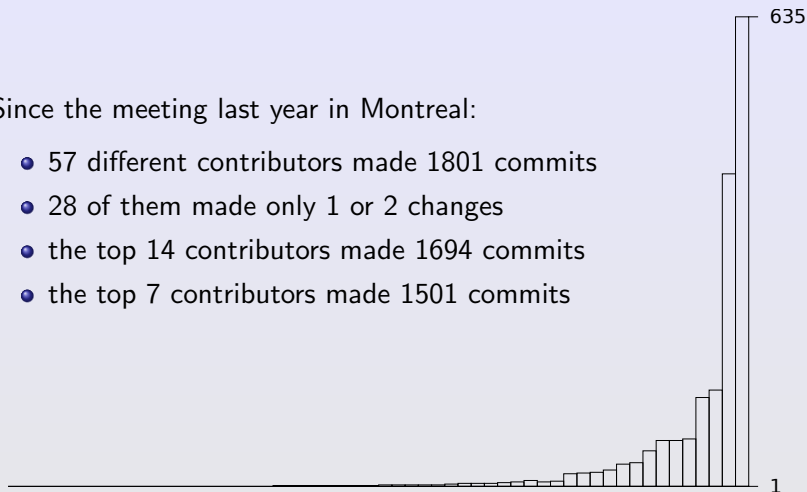 635
Since the meeting last year in Montreal:
57 different contributors made 1801 commits
28 of them made only 1 or 2 changes
the top 14 contributors made 1694 commits
the top 7 contributors made 1501 commits
1